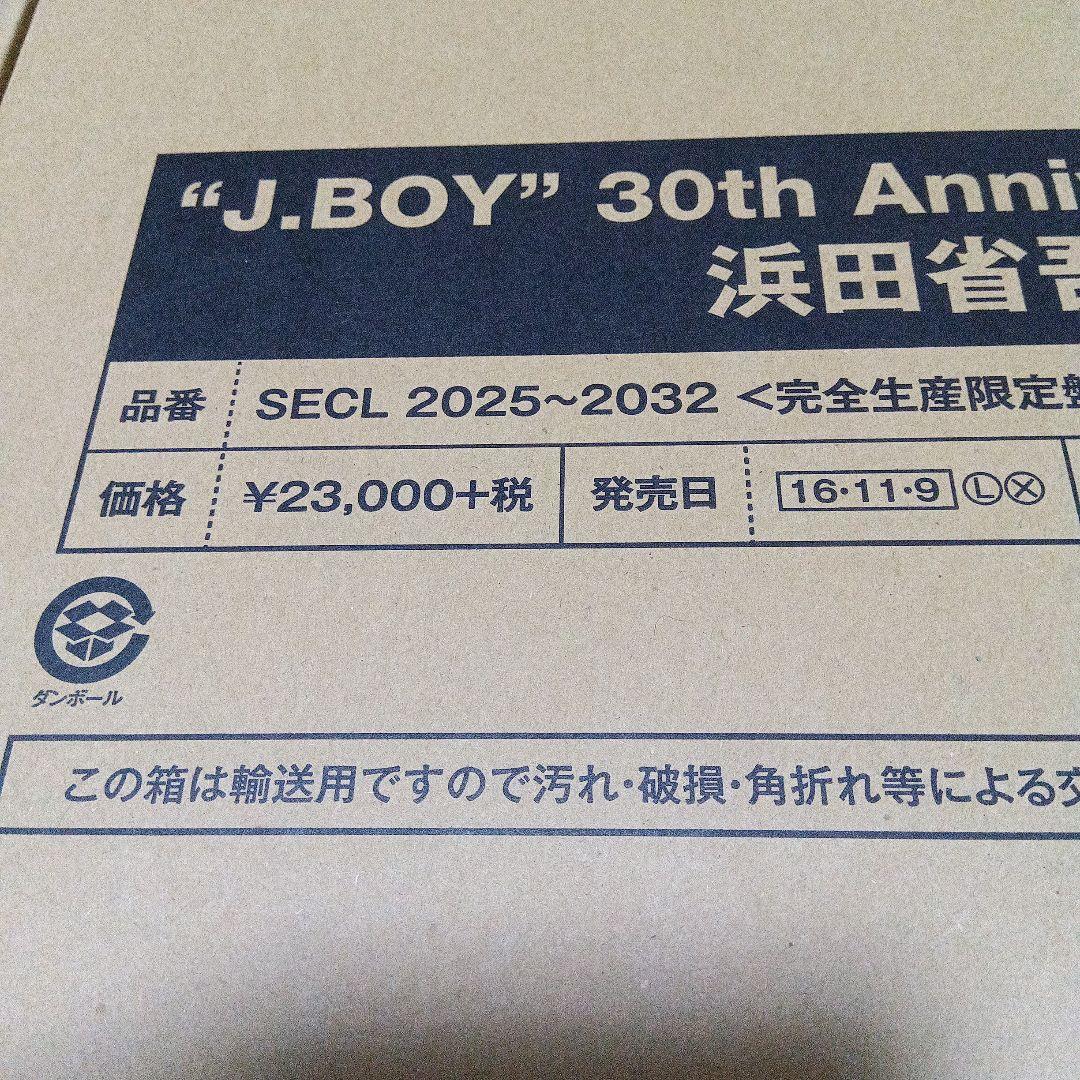 “J.BOY” 30th Anni
浜田省吾
品番 SECL 2025~2032 <完全生産限定盤
価格 ¥23,000+税 発売日 16・11・9 Ⓛ ⓧ
ダンボール
この箱は輸送用ですので汚れ・破損・角折れ等による交